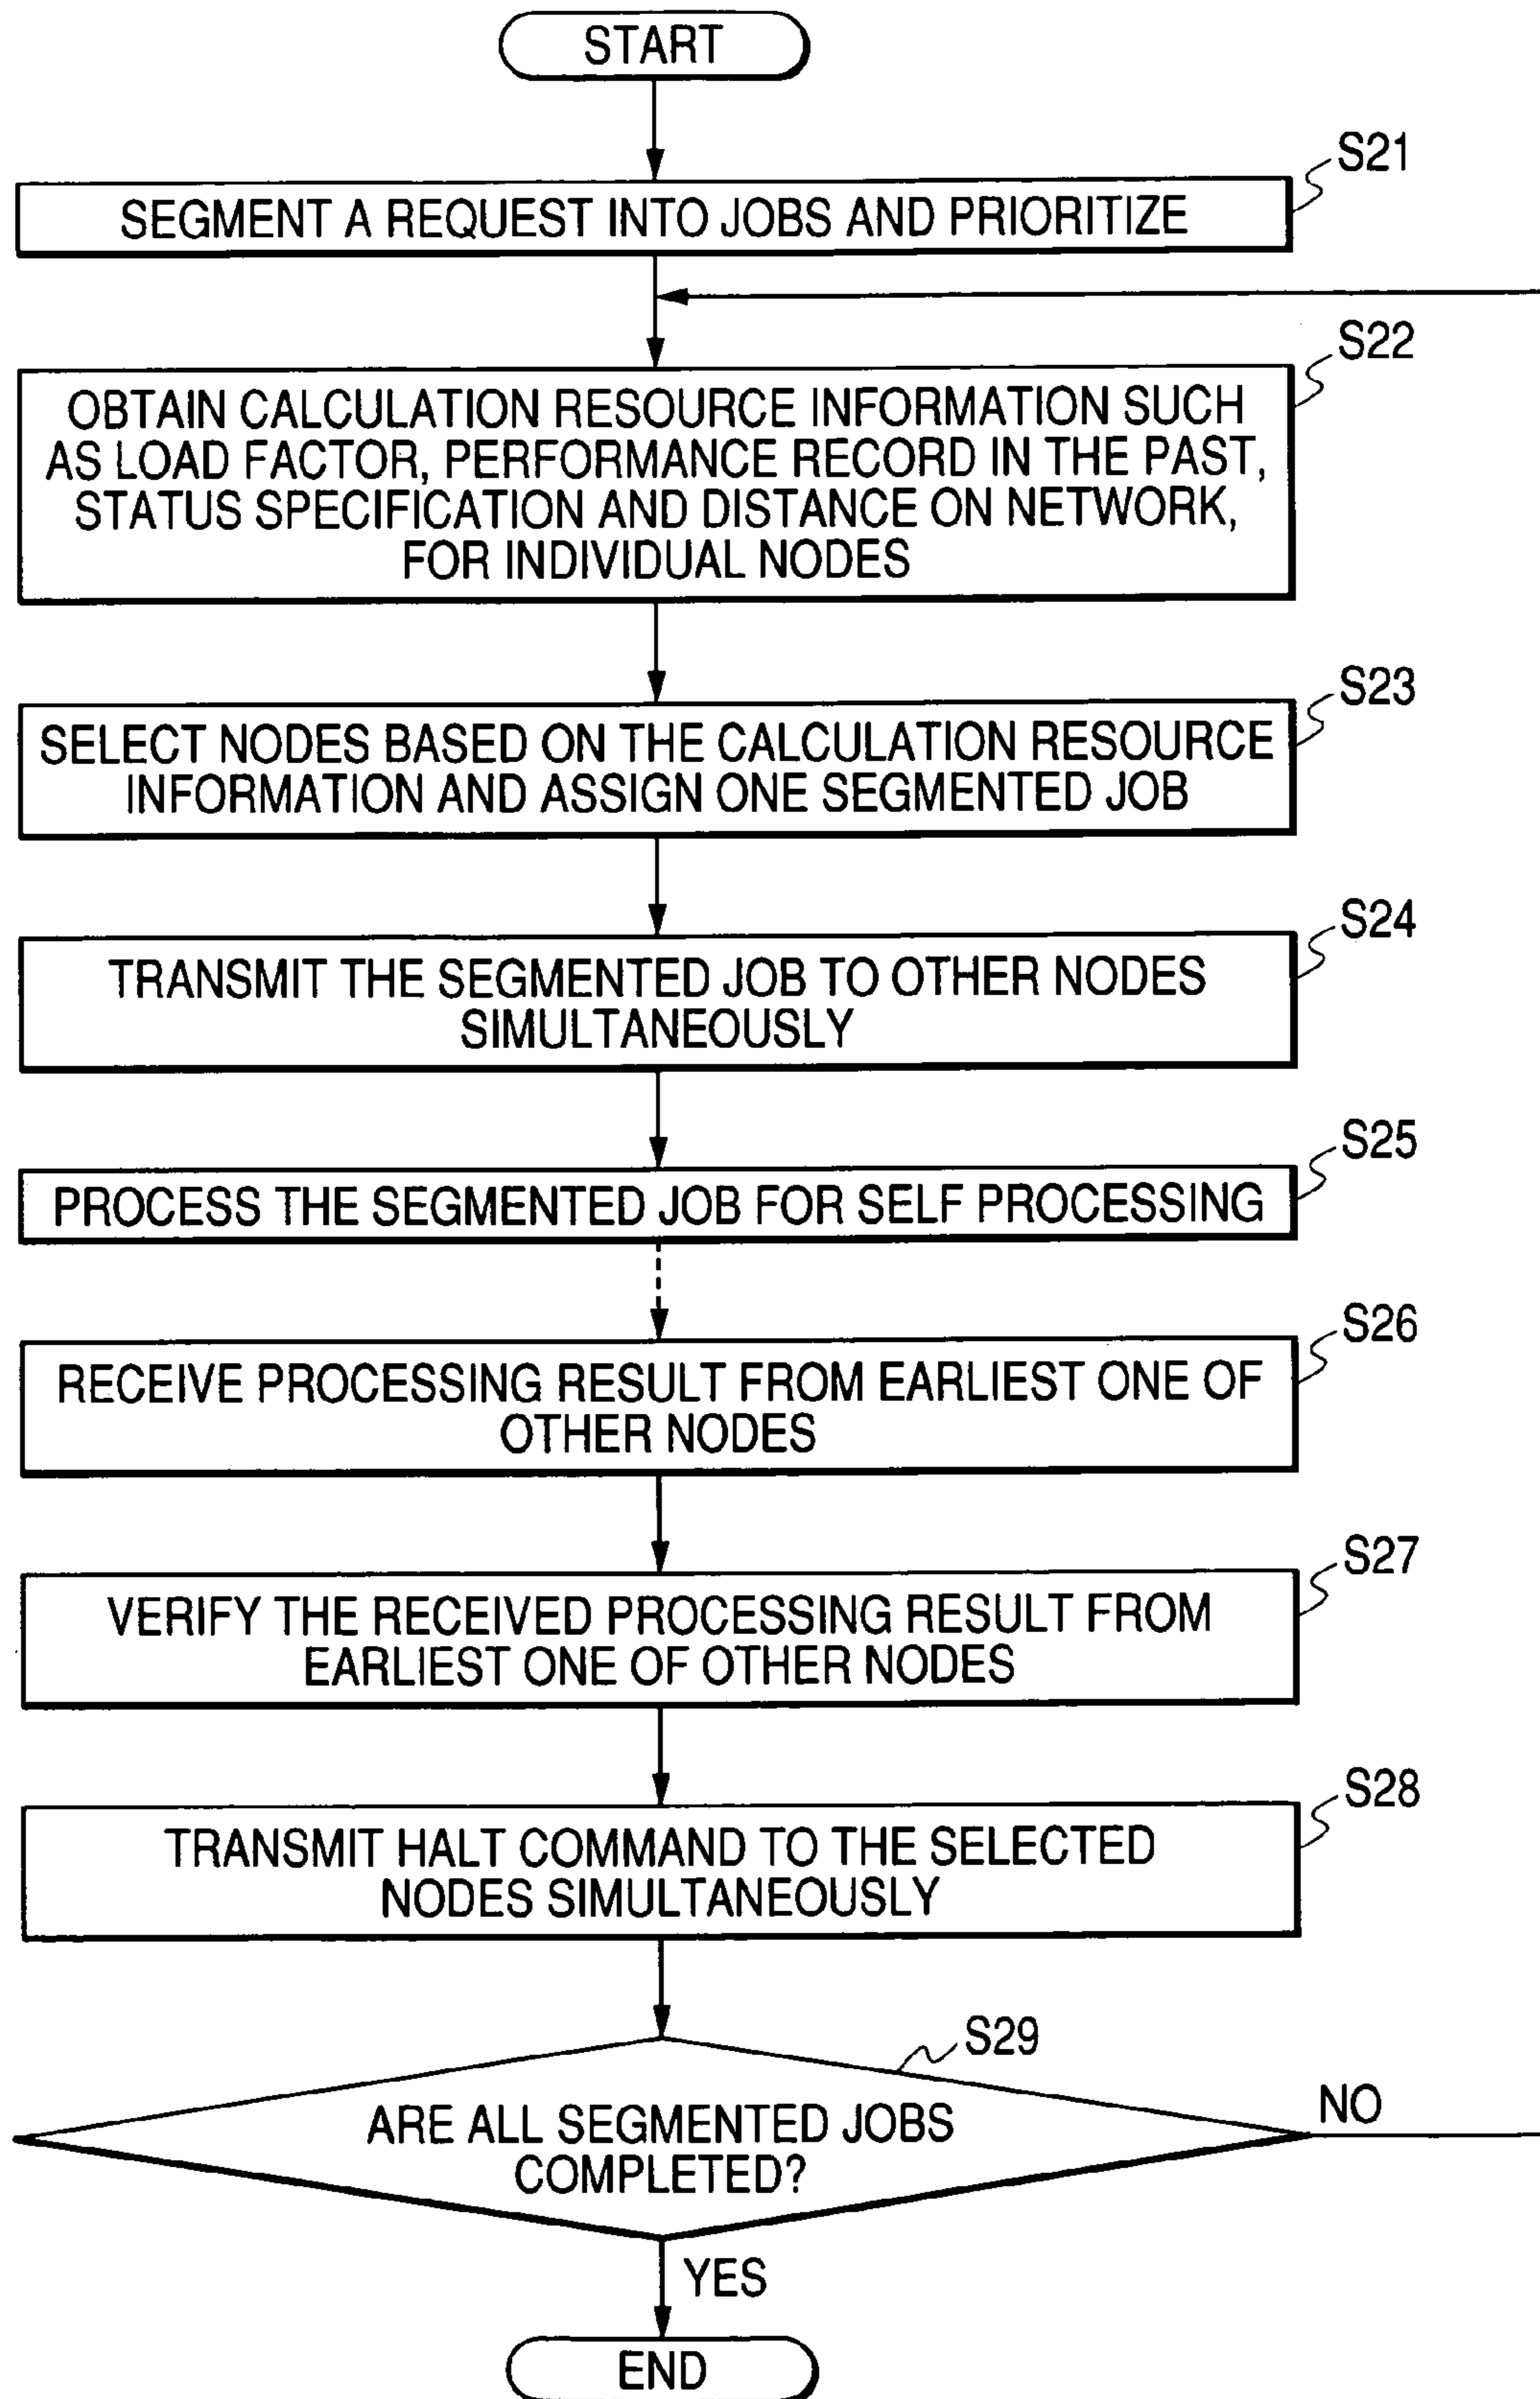 START
S21
SEGMENT A REQUEST INTO JOBS AND PRIORITIZE
S22
OBTAIN CALCULATION RESOURCE INFORMATION SUCH
AS LOAD FACTOR, PERFORMANCE RECORD IN THE PAST,
STATUS SPECIFICATION AND DISTANCE ON NETWORK,
FOR INDIVIDUAL NODES
S23
SELECT NODES BASED ON THE CALCULATION RESOURCE
INFORMATION AND ASSIGN ONE SEGMENTED JOB
S24
TRANSMIT THE SEGMENTED JOB TO OTHER NODES
SIMULTANEOUSLY
S25
PROCESS THE SEGMENTED JOB FOR SELF PROCESSING
S26
RECEIVE PROCESSING RESULT FROM EARLIEST ONE OF
OTHER NODES
S27
VERIFY THE RECEIVED PROCESSING RESULT FROM
EARLIEST ONE OF OTHER NODES
S28
TRANSMIT HALT COMMAND TO THE SELECTED
NODES SIMULTANEOUSLY
S29
ARE ALL SEGMENTED JOBS
COMPLETED?
NO
YES
END